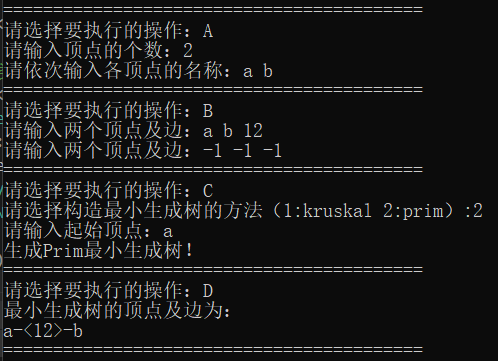 ==========================================
请选择要执行的操作：A
请输入顶点的个数：2
请依次输入各顶点的名称：a b
==========================================
请选择要执行的操作：B
请输入两个顶点及边：a b 12
请输入两个顶点及边：-1 -1 -1
==========================================
请选择要执行的操作：C
请选择构造最小生成树的方法（1:kruskal 2:prim）:2
请输入起始顶点：a
生成Prim最小生成树！
==========================================
请选择要执行的操作：D
最小生成树的顶点及边为：
a-<12>-b
==========================================